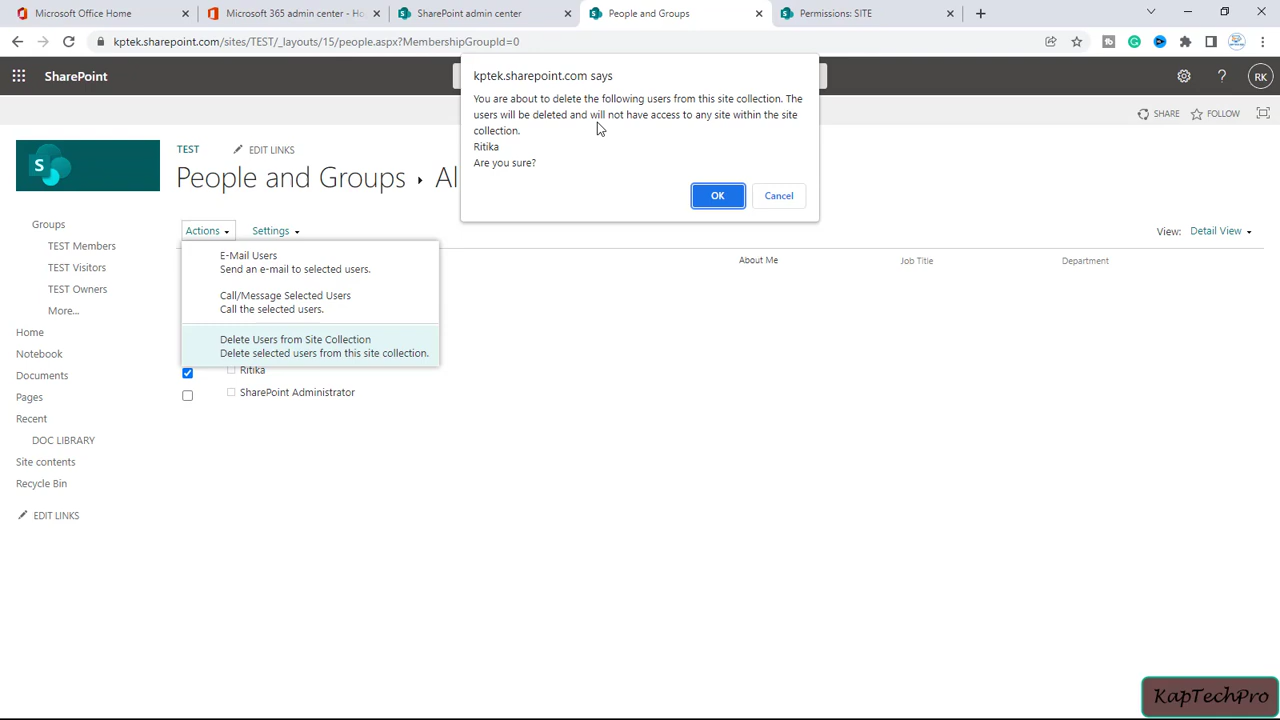 Microsoft Office Home
Microsoft 365 admin center - Ho
SharePoint admin center
People and Groups
Permissions: SITE
kptek.sharepoint.com/sites/TEST/_layouts/15/people.aspx?MembershipGroupId=0
SharePoint
RK
kptek.sharepoint.com says
You are about to delete the following users from this site collection. The
users will be deleted and will not have access to any site within the site
collection.
Ritika
Are you sure?
OK
Cancel
SHARE
FOLLOW
S
TEST
EDIT LINKS
People and Groups ▸ Al
Actions
Settings
View: Detail View
E-Mail Users
Send an e-mail to selected users.
Call/Message Selected Users
Call the selected users.
Delete Users from Site Collection
Delete selected users from this site collection.
About Me
Job Title
Department
Ritika
SharePoint Administrator
Groups
TEST Members
TEST Visitors
TEST Owners
More...
Home
Notebook
Documents
Pages
Recent
DOC LIBRARY
Site contents
Recycle Bin
EDIT LINKS
KapTechPro